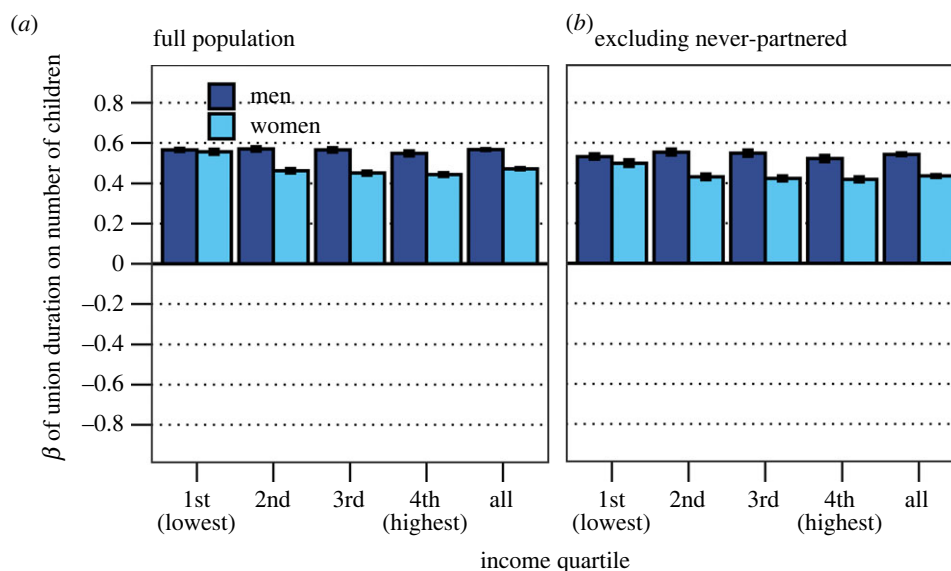 (a)
full population
(b)
excluding never-partnered
men
women
0.8
0.6
0.4
0.2
0
–0.2
–0.4
–0.6
–0.8
β of union duration on number of children
1st 2nd 3rd 4th all
(lowest) (highest)
1st 2nd 3rd 4th all
(lowest) (highest)
income quartile